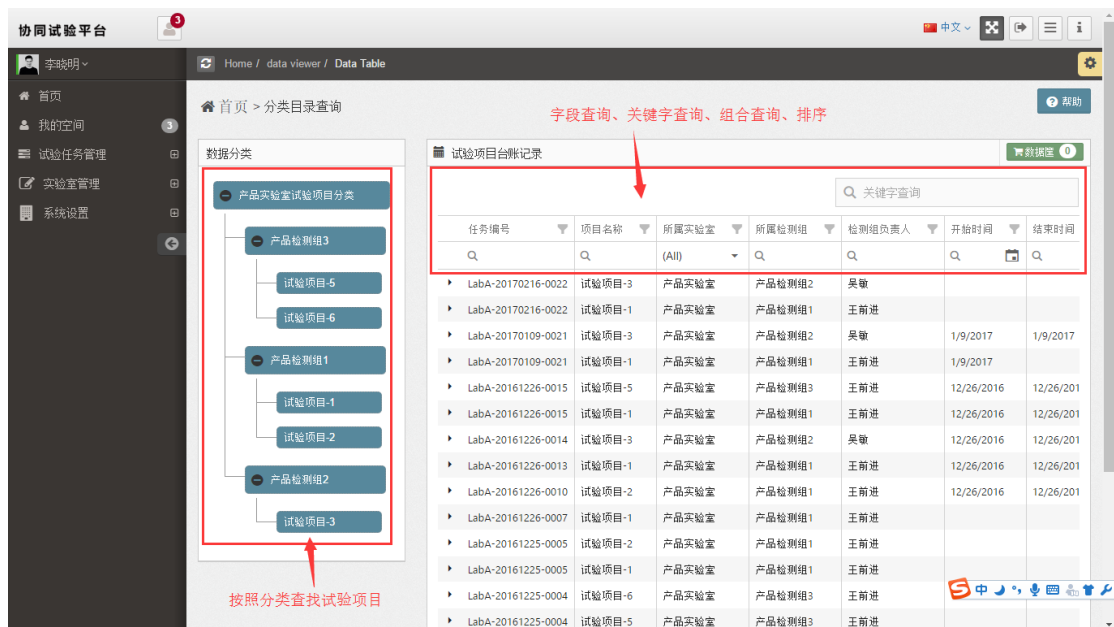 协同试验平台
3
中文
李晓明
Home / data viewer / Data Table
首页
我的空间
3
试验任务管理
实验室管理
系统设置
首页 > 分类目录查询
帮助
字段查询、关键字查询、组合查询、排序
数据分类
产品实验室试验项目分类
产品检测组3
试验项目-5
试验项目-6
产品检测组1
试验项目-1
试验项目-2
产品检测组2
试验项目-3
按照分类查找试验项目
试验项目台账记录
数据筐 0
关键字查询
任务编号 项目名称 所属实验室 所属检测组 检测组负责人 开始时间 结束时间
(All)
LabA-20170216-0022 试验项目-3 产品实验室 产品检测组2 吴敏
LabA-20170216-0022 试验项目-1 产品实验室 产品检测组1 王前进
LabA-20170109-0021 试验项目-3 产品实验室 产品检测组2 吴敏 1/9/2017 1/9/2017
LabA-20170109-0021 试验项目-1 产品实验室 产品检测组1 王前进 1/9/2017
LabA-20161226-0015 试验项目-5 产品实验室 产品检测组3 王前进 12/26/2016 12/26/201
LabA-20161226-0015 试验项目-1 产品实验室 产品检测组1 王前进 12/26/2016 12/26/201
LabA-20161226-0014 试验项目-3 产品实验室 产品检测组2 吴敏 12/26/2016 12/26/201
LabA-20161226-0013 试验项目-1 产品实验室 产品检测组1 王前进 12/26/2016 12/26/201
LabA-20161226-0010 试验项目-2 产品实验室 产品检测组1 王前进 12/26/2016 12/26/201
LabA-20161226-0007 试验项目-1 产品实验室 产品检测组1 王前进
LabA-20161225-0005 试验项目-2 产品实验室 产品检测组1 王前进
LabA-20161225-0005 试验项目-1 产品实验室 产品检测组1 王前进
LabA-20161225-0004 试验项目-6 产品实验室 产品检测组3 王前进
LabA-20161225-0004 试验项目-5 产品实验室 产品检测组3 王前进
中